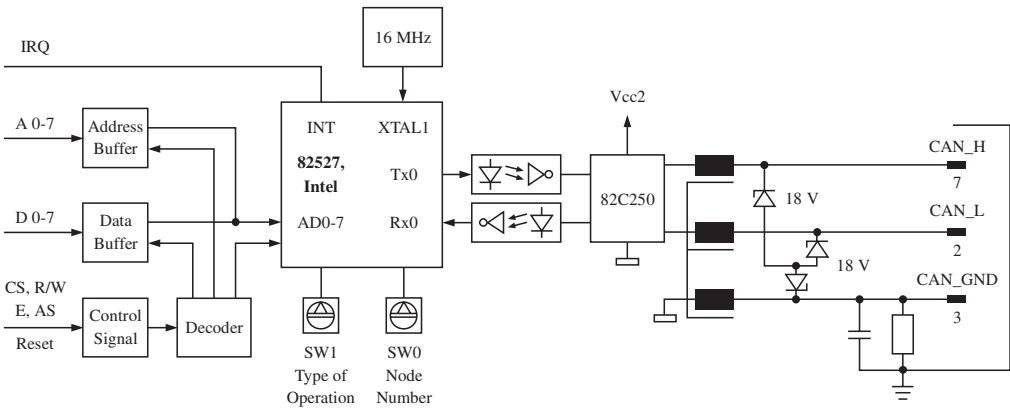 IRQ
16 MHz
A 0-7
Address
Buffer
INT
XTAL1
82527,
Intel
Tx0
AD0-7
Rx0
D 0-7
Data
Buffer
CS, R/W
E, AS
Reset
Control
Signal
Decoder
SW1
Type of
Operation
SW0
Node
Number
Vcc2
82C250
18 V
18 V
CAN_H
7
CAN_L
2
CAN_GND
3